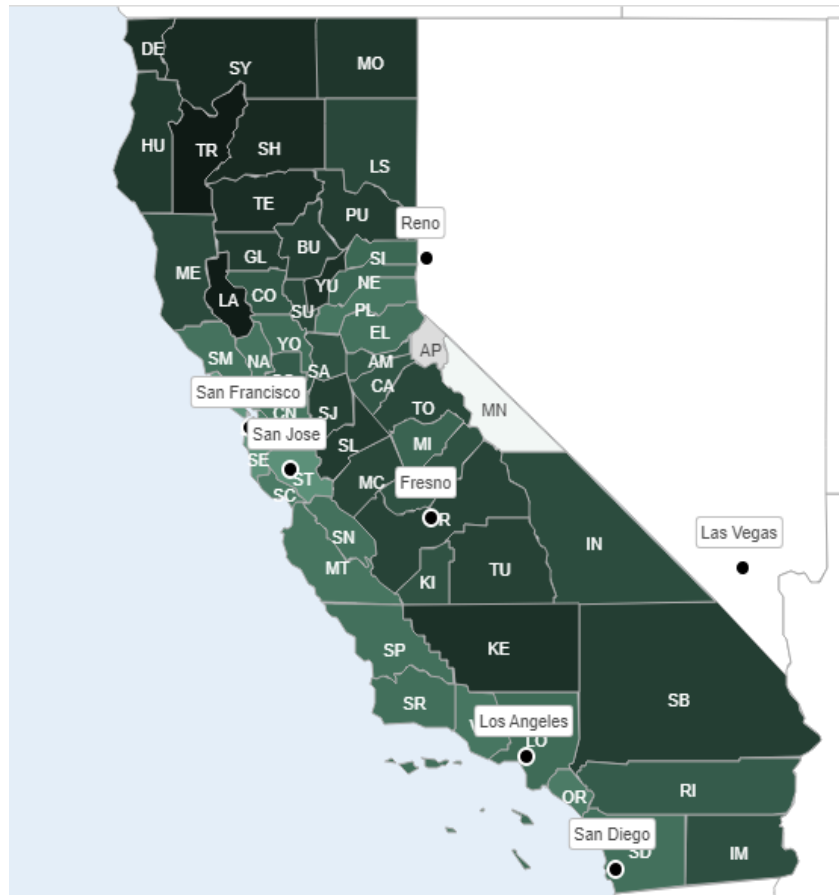 DE
SY
MO
HU
TR
SH
LS
TE
PU
Reno
BU
GL
SI
ME
YU
NE
LA
CO
SU
PL
EL
YO
AP
SM
NA
AM
SA
CA
San Francisco
TO
MN
CN
SJ
San Jose
SL
MI
SE
ST
MC
Fresno
SC
R
Las Vegas
SN
IN
MT
TU
KI
SP
KE
SB
SR
Los Angeles
LO
RI
OR
San Diego
SD
IM